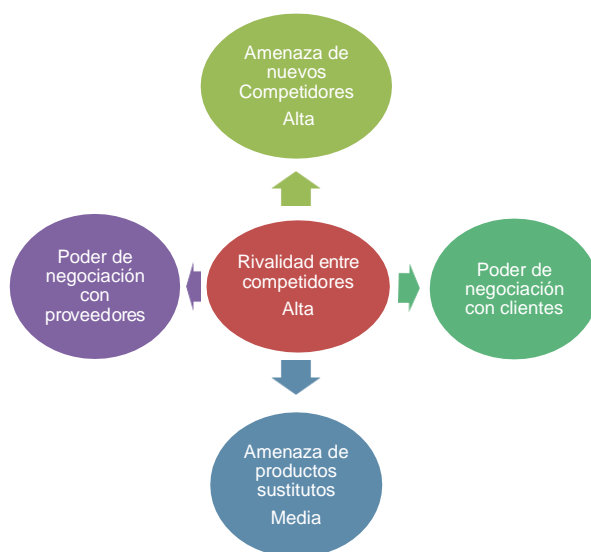 Amenaza de
nuevos
Competidores
Alta
Poder de
negociación
con
proveedores
Rivalidad entre
competidores
Alta
Poder de
negociación
con clientes
Amenaza de
productos
sustitutos
Media